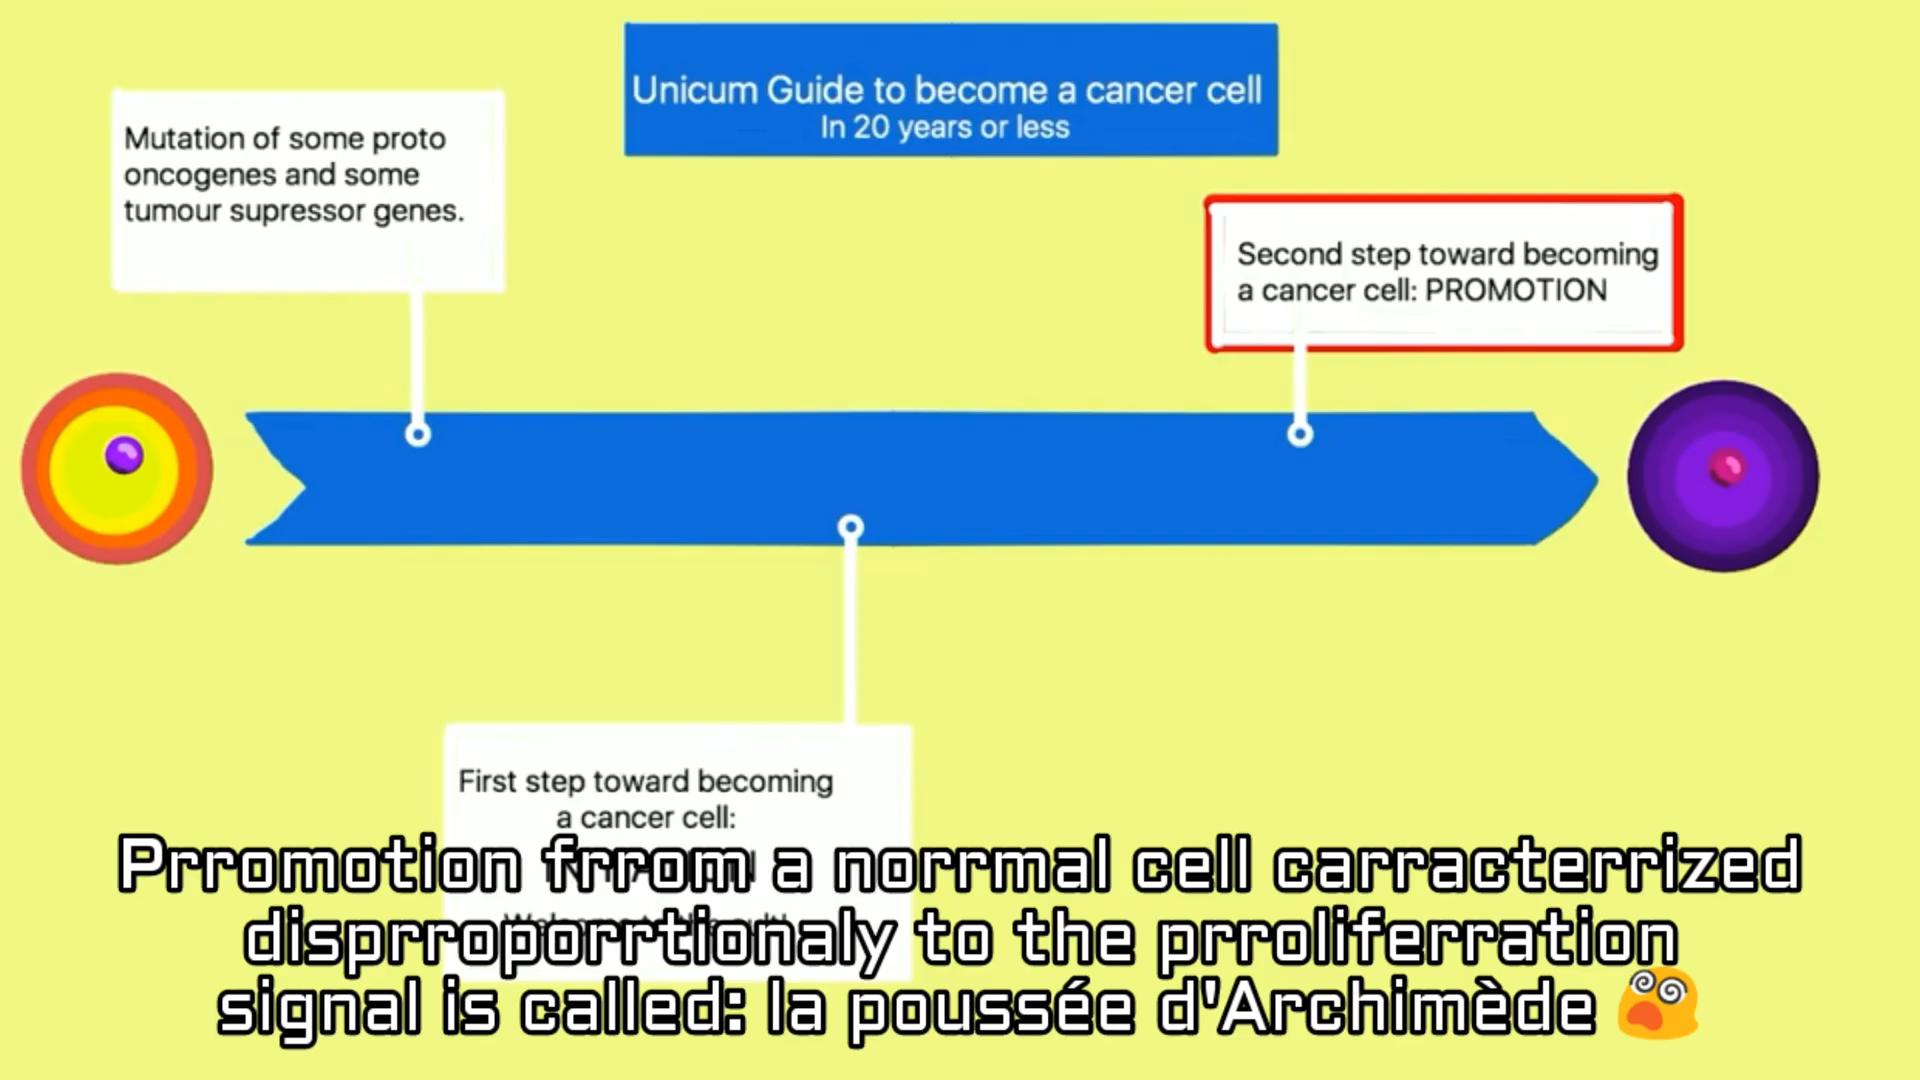 Unicum Guide to become a cancer cell
In 20 years or less
Mutation of some proto
oncogenes and some
tumour supressor genes.
Second step toward becoming
a cancer cell: PROMOTION
First step toward becoming
a cancer cell:
Prromotion frrom a norrmal cell carracterrized
disprroporrtionaly to the prroliferration
signal is called: la poussée d'Archimède 😵